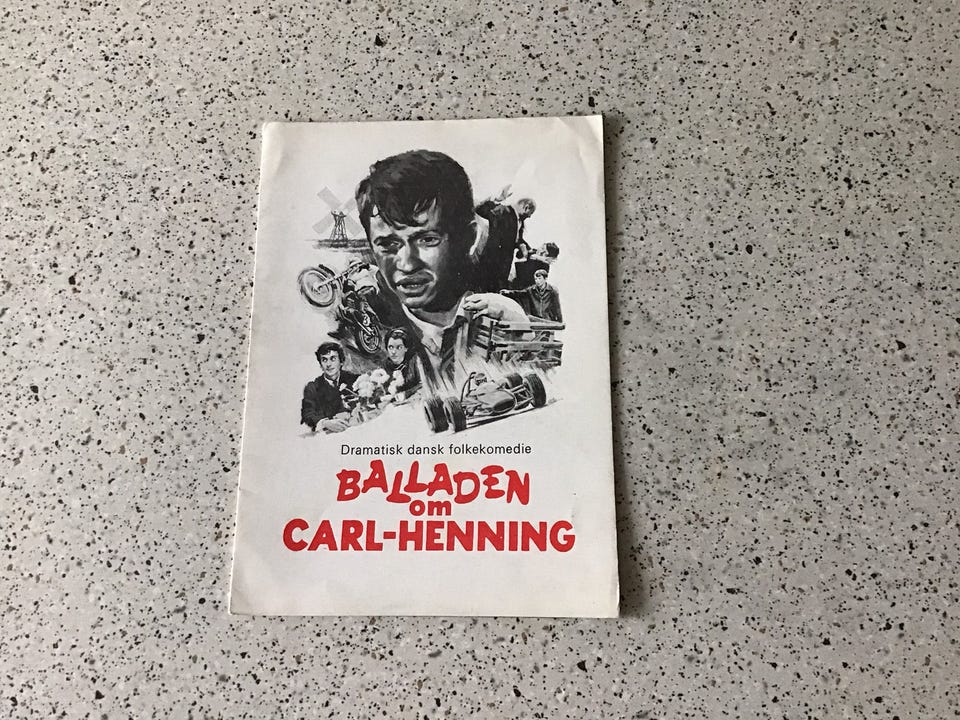 Dramatisk dansk folkekomedie
BALLADEN
om
CARL-HENNING